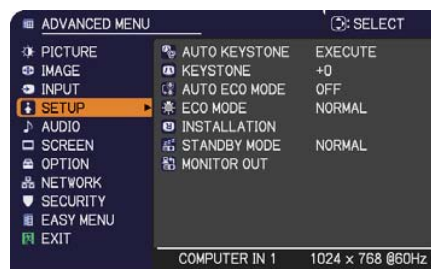 ADVANCED MENU : SELECT
PICTURE AUTO KEYSTONE EXECUTE
IMAGE KEYSTONE +0
INPUT AUTO ECO MODE OFF
SETUP ECO MODE NORMAL
AUDIO INSTALLATION
SCREEN STANDBY MODE NORMAL
OPTION MONITOR OUT
NETWORK
SECURITY
EASY MENU
EXIT
COMPUTER IN 1 1024 x 768 @60Hz